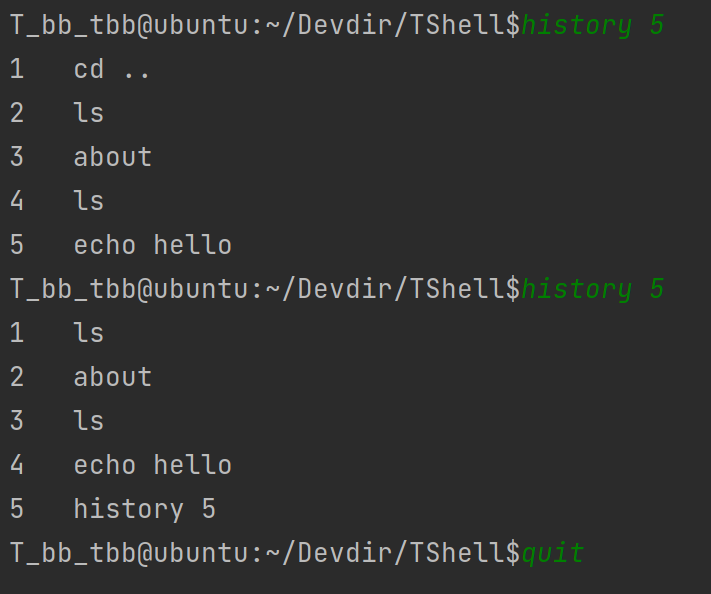 T_bb_tbb@ubuntu:~/Devdir/TShell$history 5
1   cd ..
2   ls
3   about
4   ls
5   echo hello
T_bb_tbb@ubuntu:~/Devdir/TShell$history 5
1   ls
2   about
3   ls
4   echo hello
5   history 5
T_bb_tbb@ubuntu:~/Devdir/TShell$quit